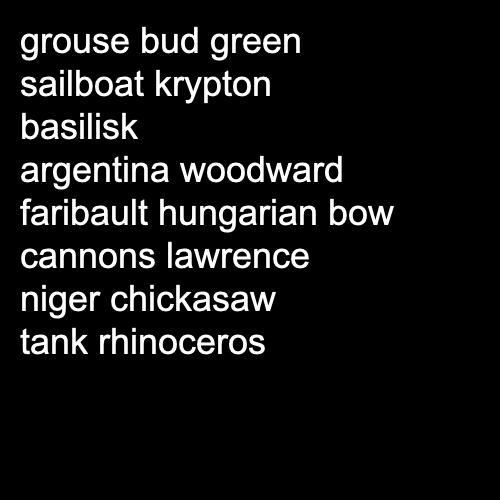 grouse bud green
sailboat krypton
basilisk
argentina woodward
faribault hungarian bow
cannons lawrence
niger chickasaw
tank rhinoceros